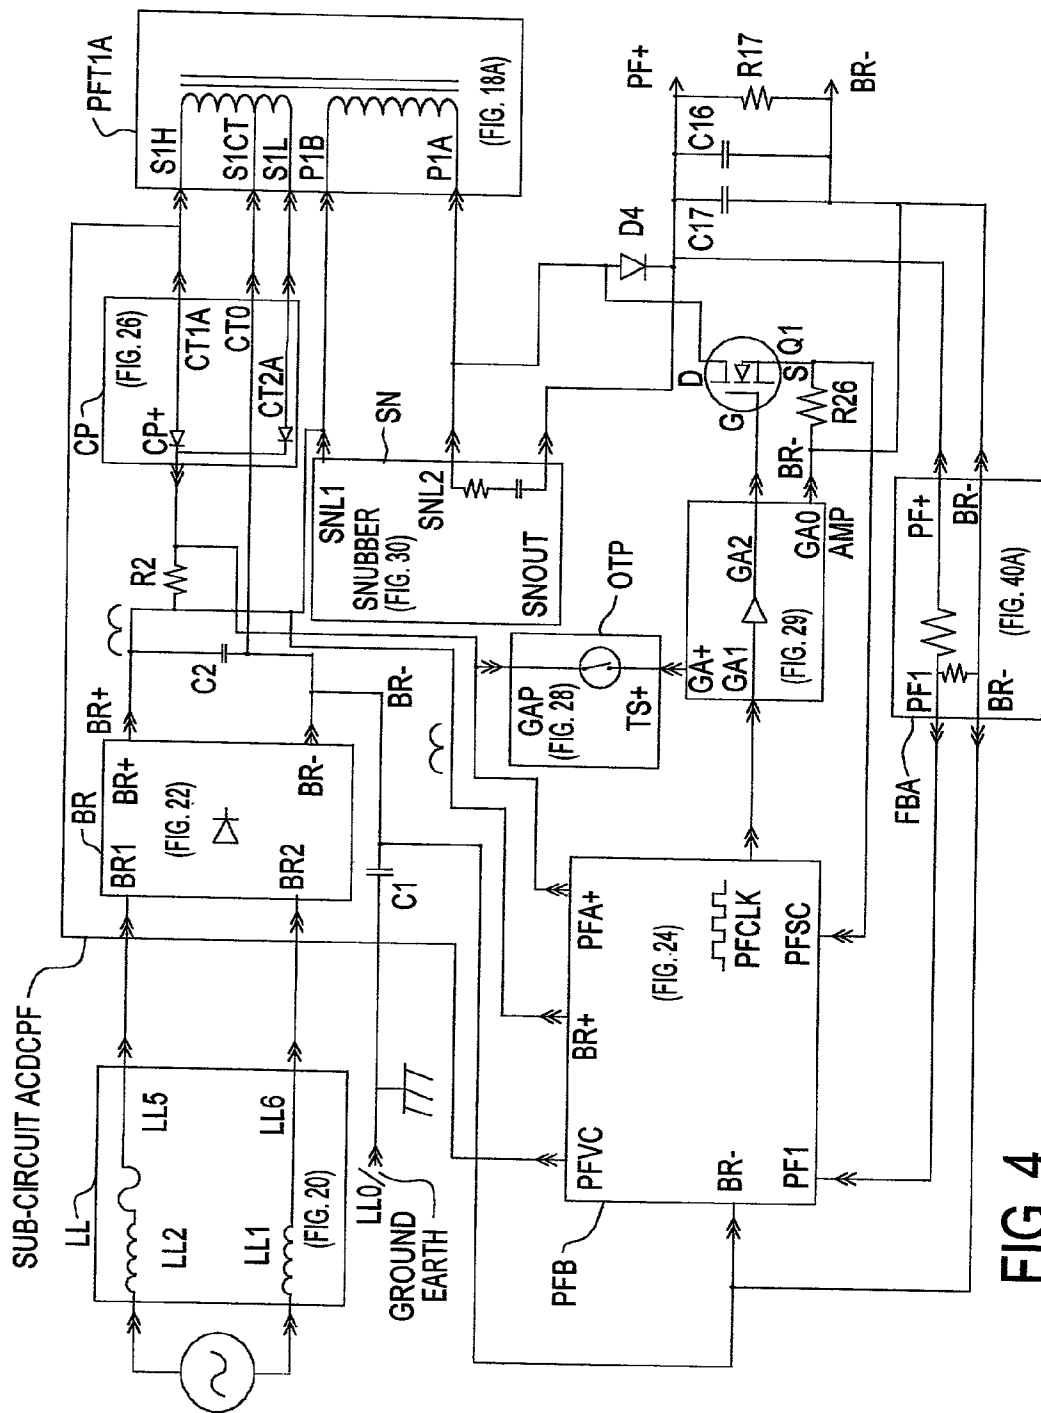 SUB-CIRCUIT ACDCPF
LL
LL2
LL5
LL1
LL6
(FIG. 20)
LL0//
GROUND
EARTH
BR
BR1
BR+
(FIG. 22)
BR2
BR-
BR+
BR-
C2
C1
R2
CP
CP+
(FIG. 26)
CT1A
CT0
CT2A
PFT1A
S1H
S1CT
S1L
P1B
P1A
(FIG. 18A)
SN
SNL1
SNUBBER
(FIG. 30)
SNL2
SNOUT
OTP
GAP
(FIG. 28)
TS+
GA+
GA1
GA2
(FIG. 29)
GA0
AMP
BR-
D
G
S
Q1
R26
D4
C17
C16
R17
PF+
BR-
PFB
PFVC
BR+
PFA+
(FIG. 24)
PFCLK
BR-
PF1
PFSC
FBA
PF1
PF+
BR-
BR-
(FIG. 40A)
FIG. 4